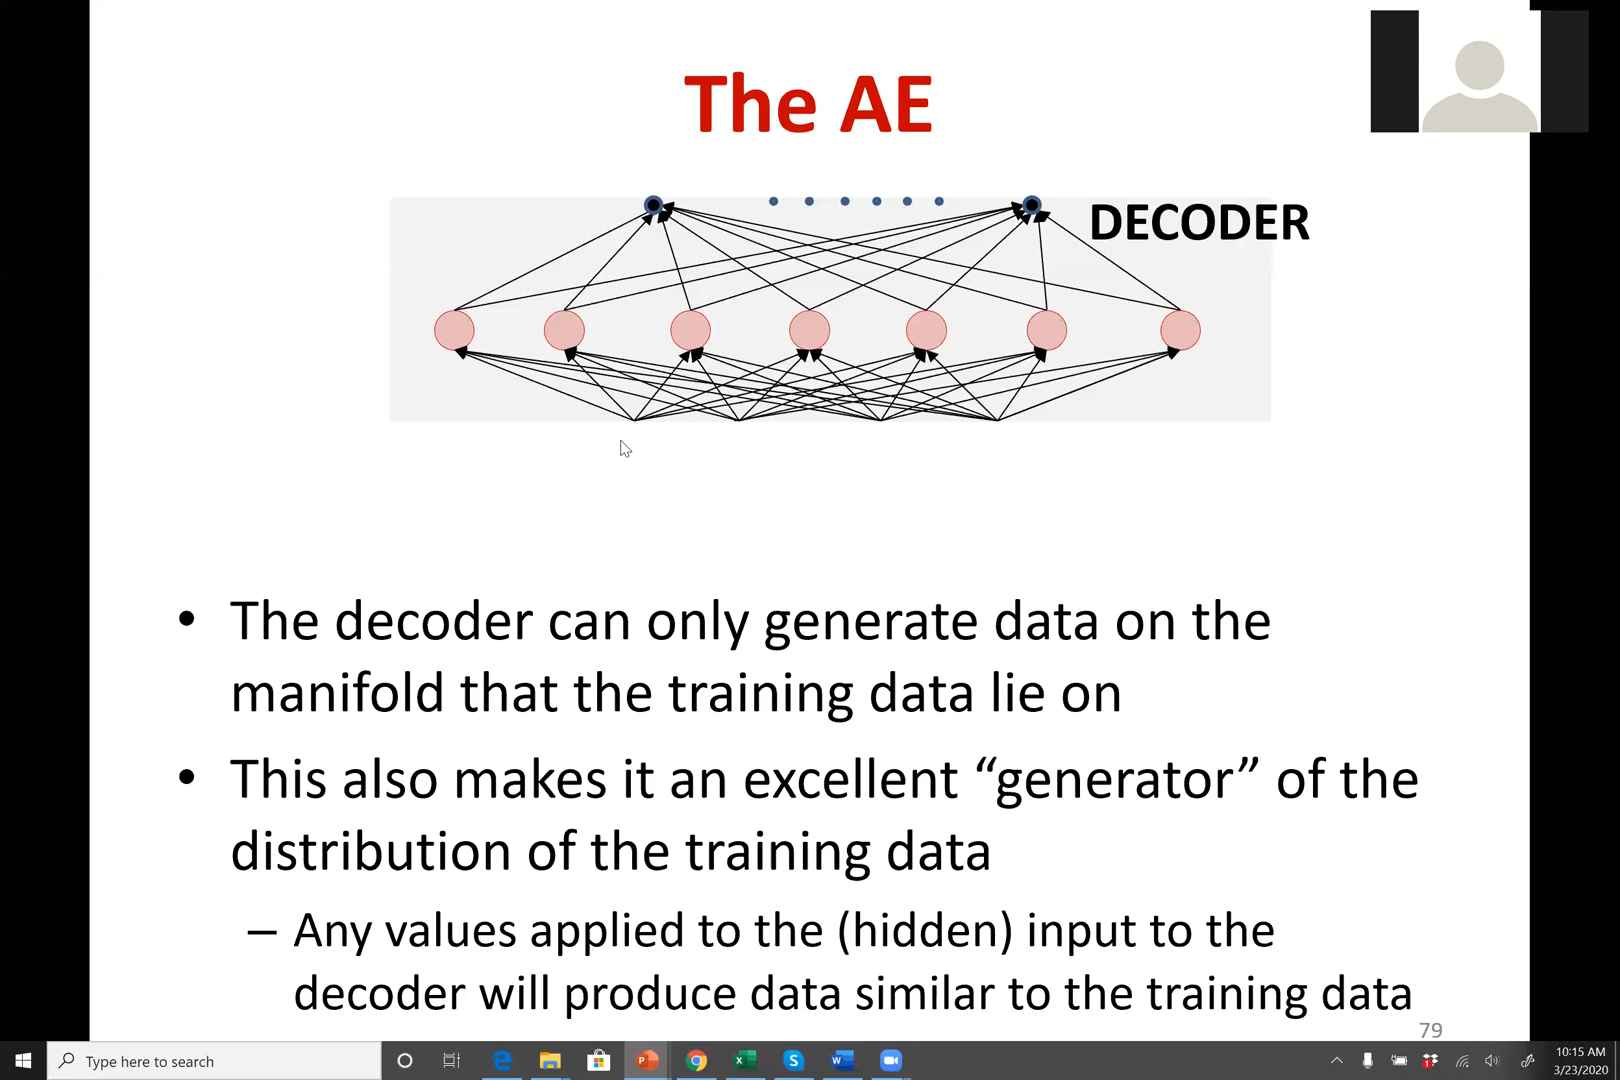 The AE
DECODER
• The decoder can only generate data on the
manifold that the training data lie on
• This also makes it an excellent “generator” of the
distribution of the training data
– Any values applied to the (hidden) input to the
decoder will produce data similar to the training data
79
Type here to search
10:15 AM
3/23/2020